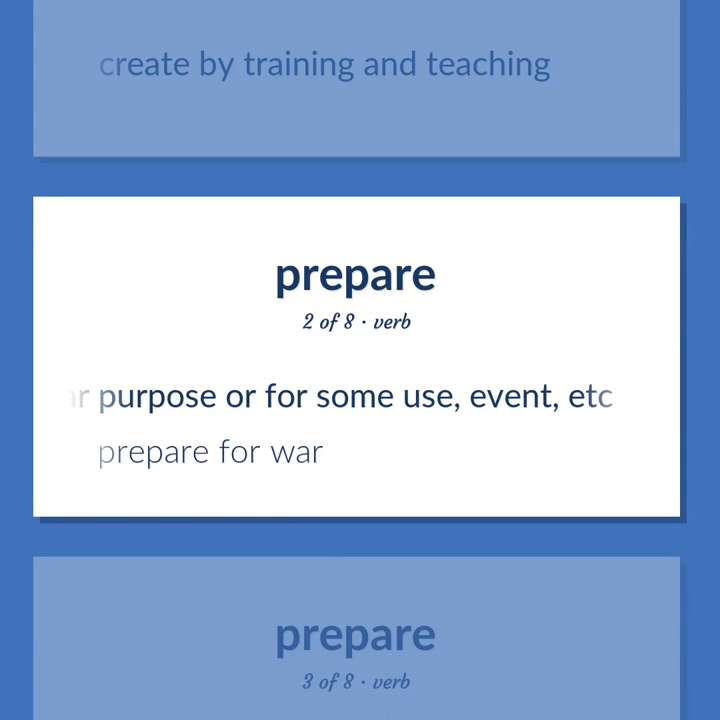 create by training and teaching
prepare
2 of 8 · verb
purpose or for some use, event, etc
prepare for war
prepare
3 of 8 · verb